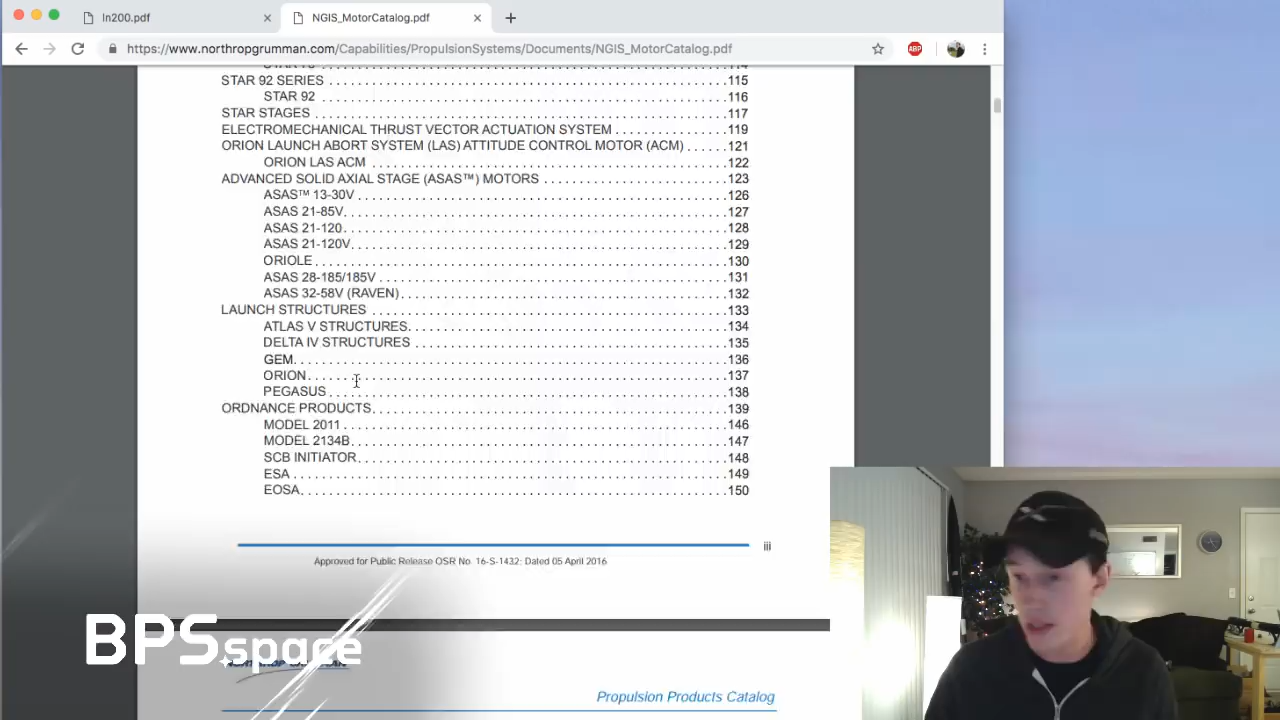 In200.pdf
NGIS_MotorCatalog.pdf
https://www.northropgrumman.com/Capabilities/PropulsionSystems/Documents/NGIS_MotorCatalog.pdf
ABP
114
STAR 92 SERIES 115
STAR 92 116
STAR STAGES 117
ELECTROMECHANICAL THRUST VECTOR ACTUATION SYSTEM 119
ORION LAUNCH ABORT SYSTEM (LAS) ATTITUDE CONTROL MOTOR (ACM) 121
ORION LAS ACM 122
ADVANCED SOLID AXIAL STAGE (ASAS™) MOTORS 123
ASAS™ 13-30V 126
ASAS 21-85V 127
ASAS 21-120 128
ASAS 21-120V 129
ORIOLE 130
ASAS 28-185/185V 131
ASAS 32-58V (RAVEN) 132
LAUNCH STRUCTURES 133
ATLAS V STRUCTURES 134
DELTA IV STRUCTURES 135
GEM 136
ORION 137
PEGASUS 138
ORDNANCE PRODUCTS 139
MODEL 2011 146
MODEL 2134B 147
SCB INITIATOR 148
ESA 149
EOSA 150
iii
Approved for Public Release OSR No. 16-S-1432; Dated 05 April 2016
BPS.space
Propulsion Products Catalog